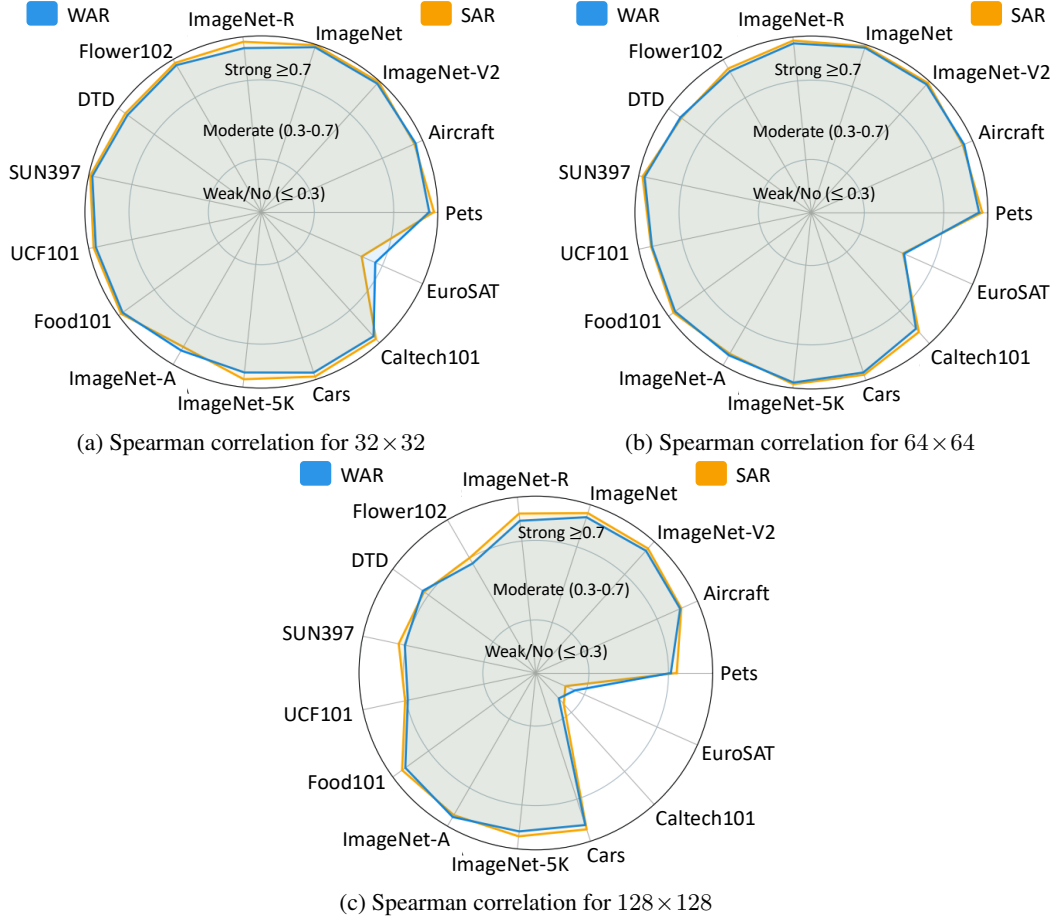 WAR
SAR
ImageNet-R
ImageNet
Flower102
ImageNet-V2
Strong ≥0.7
DTD
Moderate (0.3-0.7)
Aircraft
SUN397
Weak/No (≤ 0.3)
Pets
UCF101
EuroSAT
Food101
Caltech101
ImageNet-A
ImageNet-5K
Cars
(a) Spearman correlation for 32×32
WAR
SAR
ImageNet-R
ImageNet
Flower102
ImageNet-V2
Strong ≥0.7
DTD
Moderate (0.3-0.7)
Aircraft
SUN397
Weak/No (≤ 0.3)
Pets
UCF101
EuroSAT
Food101
Caltech101
ImageNet-A
ImageNet-5K
Cars
(b) Spearman correlation for 64×64
WAR
SAR
ImageNet-R
ImageNet
Flower102
ImageNet-V2
Strong ≥0.7
DTD
Moderate (0.3-0.7)
Aircraft
SUN397
Weak/No (≤ 0.3)
Pets
UCF101
EuroSAT
Food101
Caltech101
ImageNet-A
ImageNet-5K
Cars
(c) Spearman correlation for 128×128